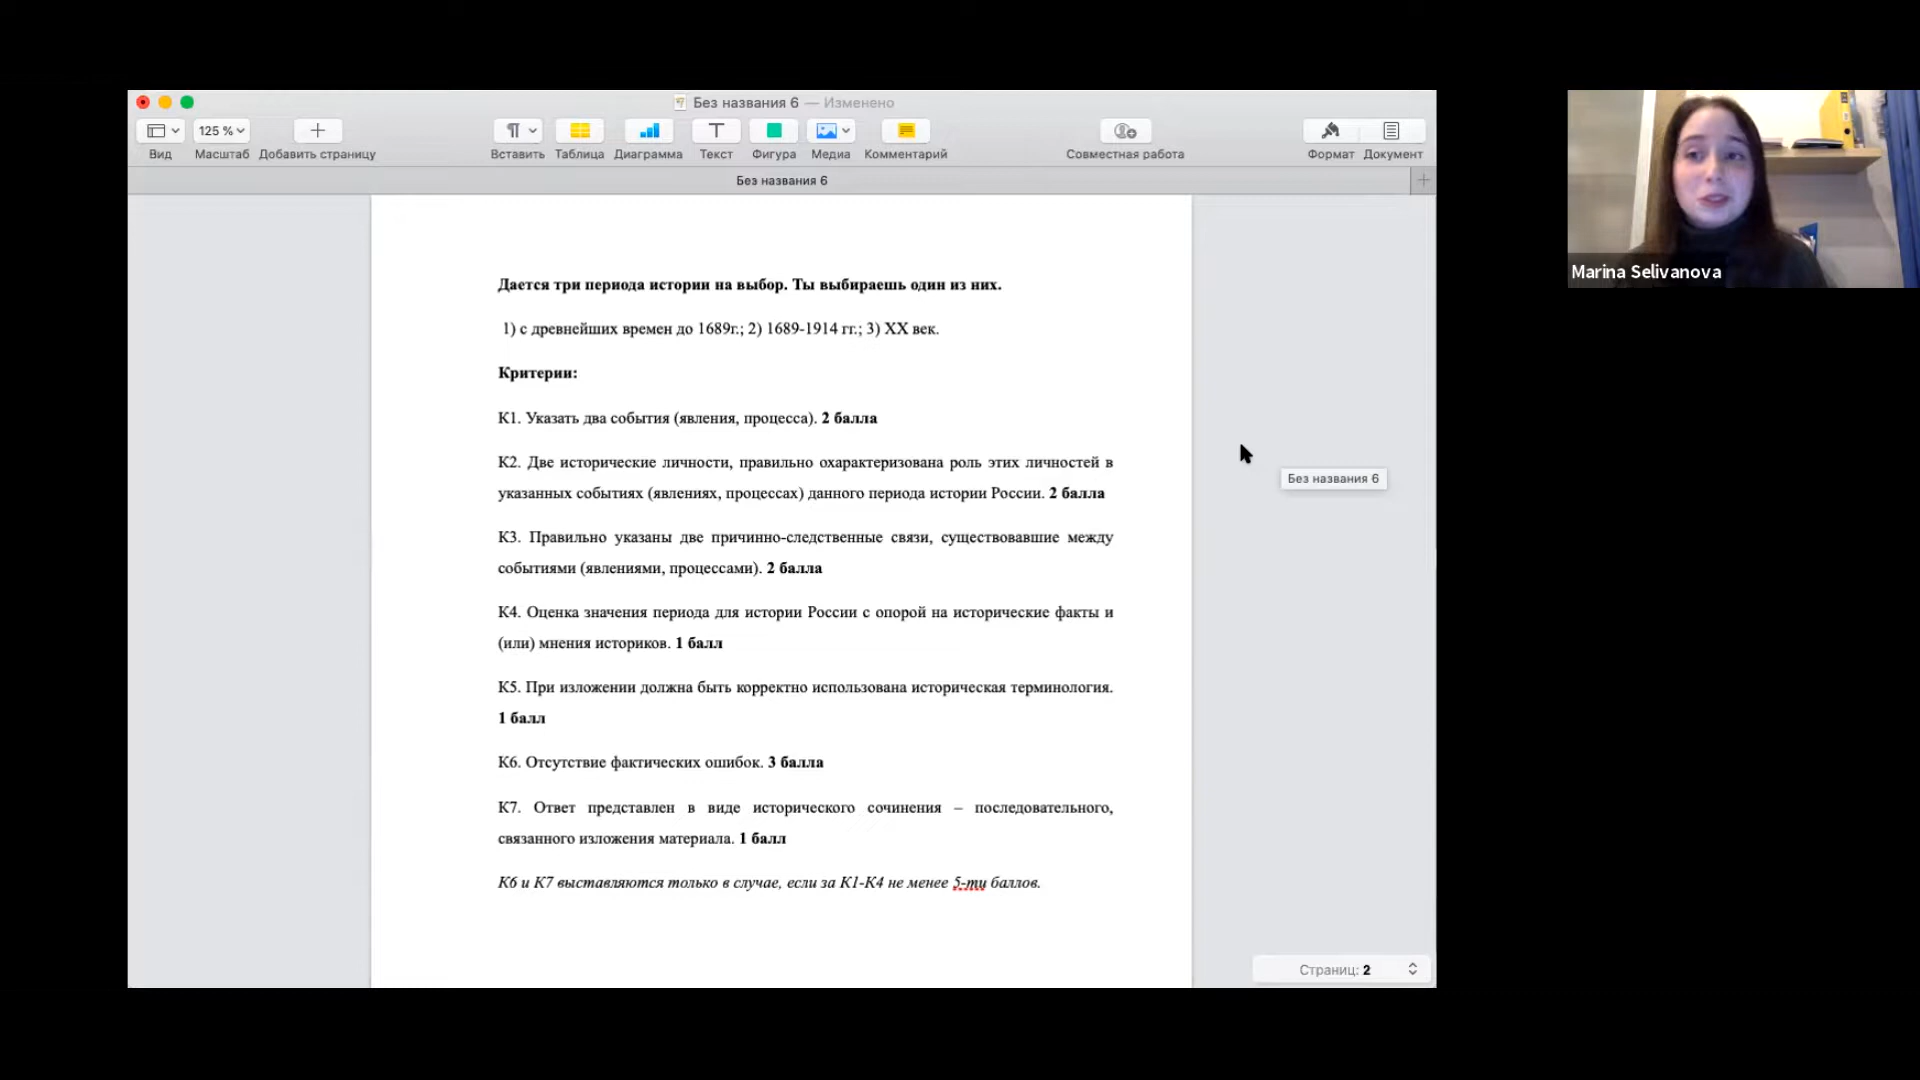 Без названия 6 — Изменено
125 %
Вид
Масштаб
Добавить страницу
Вставить
Таблица
Диаграмма
Текст
Фигура
Медиа
Комментарий
Совместная работа
Формат
Документ
Без названия 6
Дается три периода истории на выбор. Ты выбираешь один из них.
1) с древнейших времен до 1689г.; 2) 1689-1914 гг.; 3) XX век.
Критерии:
К1. Указать два события (явления, процесса). 2 балла
К2. Две исторические личности, правильно охарактеризована роль этих личностей в
указанных событиях (явлениях, процессах) данного периода истории России. 2 балла
К3. Правильно указаны две причинно-следственные связи, существовавшие между
событиями (явлениями, процессами). 2 балла
К4. Оценка значения периода для истории России с опорой на исторические факты и
(или) мнения историков. 1 балл
К5. При изложении должна быть корректно использована историческая терминология.
1 балл
К6. Отсутствие фактических ошибок. 3 балла
К7. Ответ представлен в виде исторического сочинения – последовательного,
связанного изложения материала. 1 балл
К6 и К7 выставляются только в случае, если за К1-К4 не менее 5-ти баллов.
Без названия 6
Страниц: 2
Marina Selivanova